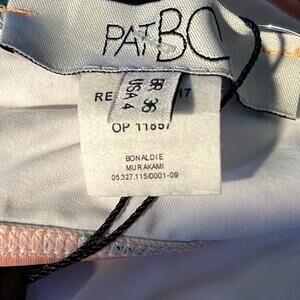 PATBO
BR 36
USA 4
RE 17
OP 11857
BONALDIE
MURAKAMI
05.327.115/0001-09